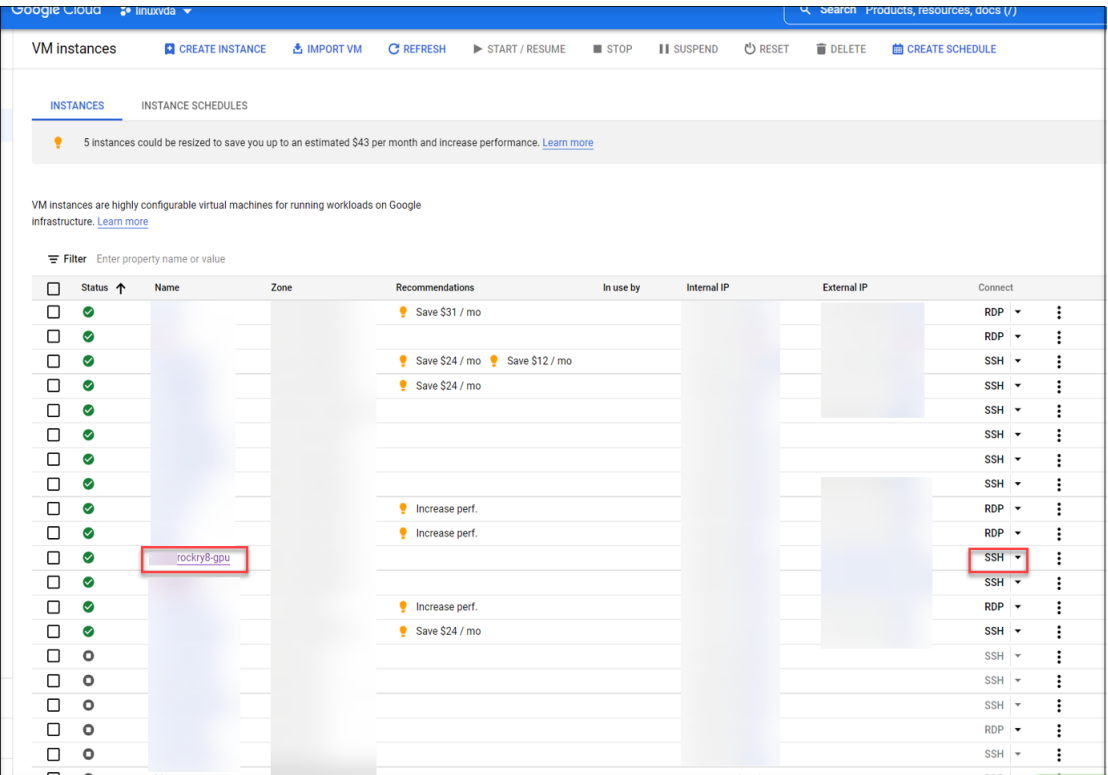 Google Cloud linuxvda Search Products, resources, docs (/)
VM instances CREATE INSTANCE IMPORT VM REFRESH START / RESUME STOP SUSPEND RESET DELETE CREATE SCHEDULE
INSTANCES INSTANCE SCHEDULES
5 instances could be resized to save you up to an estimated $43 per month and increase performance. Learn more
VM instances are highly configurable virtual machines for running workloads on Google
infrastructure. Learn more
Filter Enter property name or value
Status Name Zone Recommendations In use by Internal IP External IP Connect
Save $31 / mo RDP
RDP
Save $24 / mo Save $12 / mo SSH
Save $24 / mo SSH
SSH
SSH
SSH
SSH
Increase perf. RDP
Increase perf. RDP
rockry8-gpu SSH
SSH
Increase perf. RDP
Save $24 / mo SSH
SSH
SSH
SSH
RDP
SSH